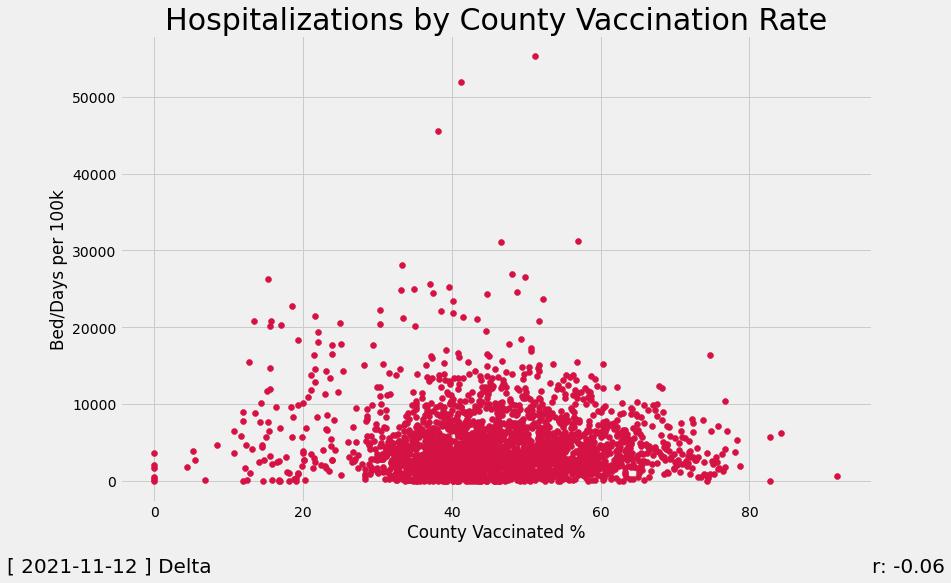 Hospitalizations by County Vaccination Rate
Bed/Days per 100k
50000
40000
30000
20000
10000
0
0 20 40 60 80
County Vaccinated %
[ 2021-11-12 ] Delta
r: -0.06